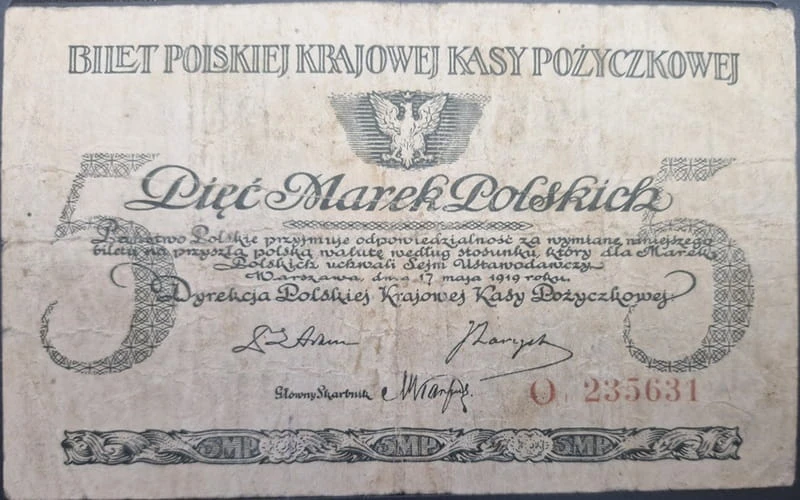 BILET POLSKIEJ KRAJOWEJ KASY POŻYCZKOWEJ
5 Pięć Marek Polskich 5
Państwo Polskie przyjmuje odpowiedzialność za wymianę niniejszego
biletu na przyszłą polską walutę według stosunku, który dla Marek
Polskich uchwali Sejm Ustawodawczy.
Warszawa, dnia 17 maja 1919 roku.
Dyrekcja Polskiej Krajowej Kasy Pożyczkowej:
Główny Skarbnik
O 235631
5MP 5MP 5MP